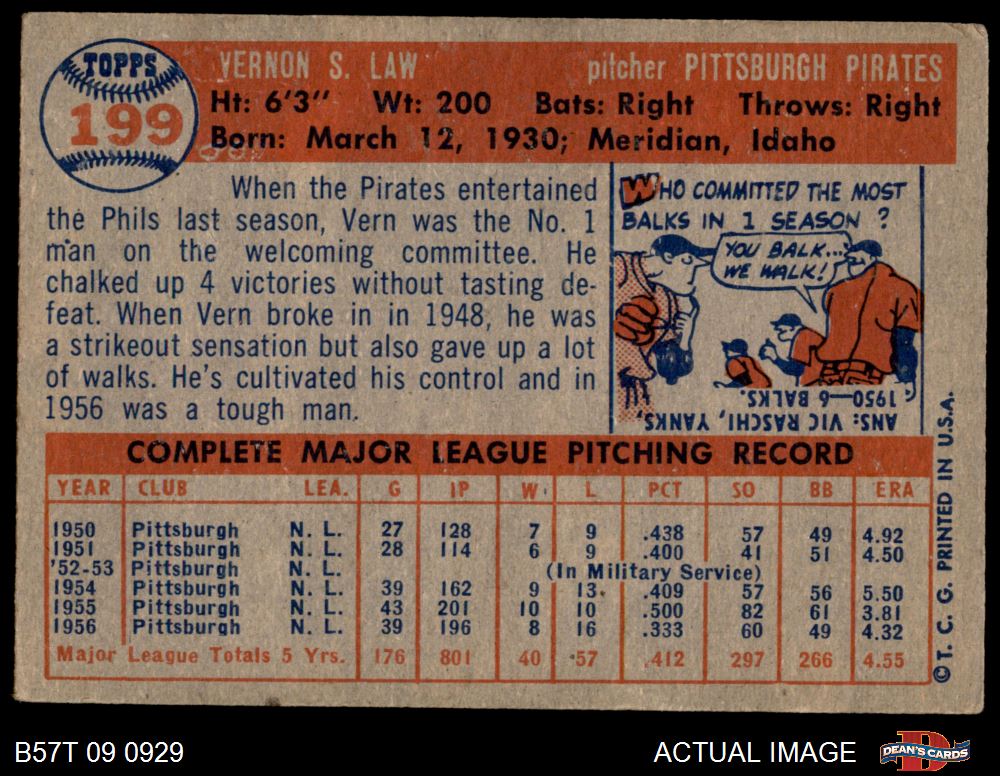 TOPPS
199
VERNON S. LAW pitcher PITTSBURGH PIRATES
Ht: 6'3" Wt: 200 Bats: Right Throws: Right
Born: March 12, 1930; Meridian, Idaho
When the Pirates entertained
the Phils last season, Vern was the No. 1
man on the welcoming committee. He
chalked up 4 victories without tasting de-
feat. When Vern broke in in 1948, he was
a strikeout sensation but also gave up a lot
of walks. He's cultivated his control and in
1956 was a tough man.
WHO COMMITTED THE MOST
BALKS IN 1 SEASON ?
YOU BALK...
WE WALK!
ANS: VIC RASCHI, YANKS,
1950—6 BALKS.
COMPLETE MAJOR LEAGUE PITCHING RECORD
YEAR CLUB LEA. G IP W L PCT SO BB ERA
1950 Pittsburgh N. L. 27 128 7 9 .438 57 49 4.92
1951 Pittsburgh N. L. 28 114 6 9 .400 41 51 4.50
'52-53 Pittsburgh N. L. (In Military Service)
1954 Pittsburgh N. L. 39 162 9 13 .409 57 56 5.50
1955 Pittsburgh N. L. 43 201 10 10 .500 82 61 3.81
1956 Pittsburgh N. L. 39 196 8 16 .333 60 49 4.32
Major League Totals 5 Yrs. 176 801 40 57 .412 297 266 4.55
© T. C. G. PRINTED IN U.S.A.
B57T 09 0929 ACTUAL IMAGE DEAN'S CARDS